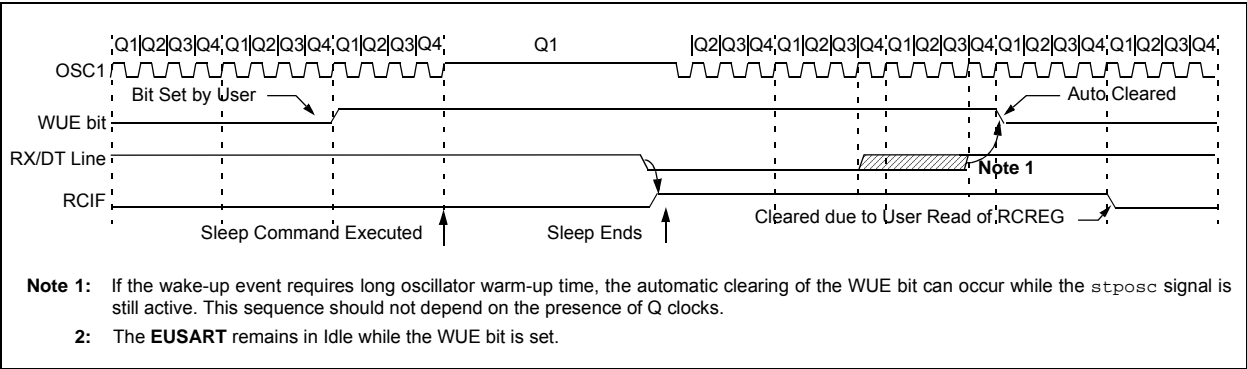 Q1|Q2|Q3|Q4 Q1|Q2|Q3|Q4 Q1|Q2|Q3|Q4 Q1 |Q2|Q3|Q4 Q1|Q2|Q3|Q4 Q1|Q2|Q3|Q4 Q1|Q2|Q3|Q4 Q1|Q2|Q3|Q4
OSC1
Bit Set by User Auto Cleared
WUE bit
RX/DT Line
Note 1
RCIF
Cleared due to User Read of RCREG
Sleep Command Executed Sleep Ends
Note 1: If the wake-up event requires long oscillator warm-up time, the automatic clearing of the WUE bit can occur while the stposc signal is
still active. This sequence should not depend on the presence of Q clocks.
2: The EUSART remains in Idle while the WUE bit is set.